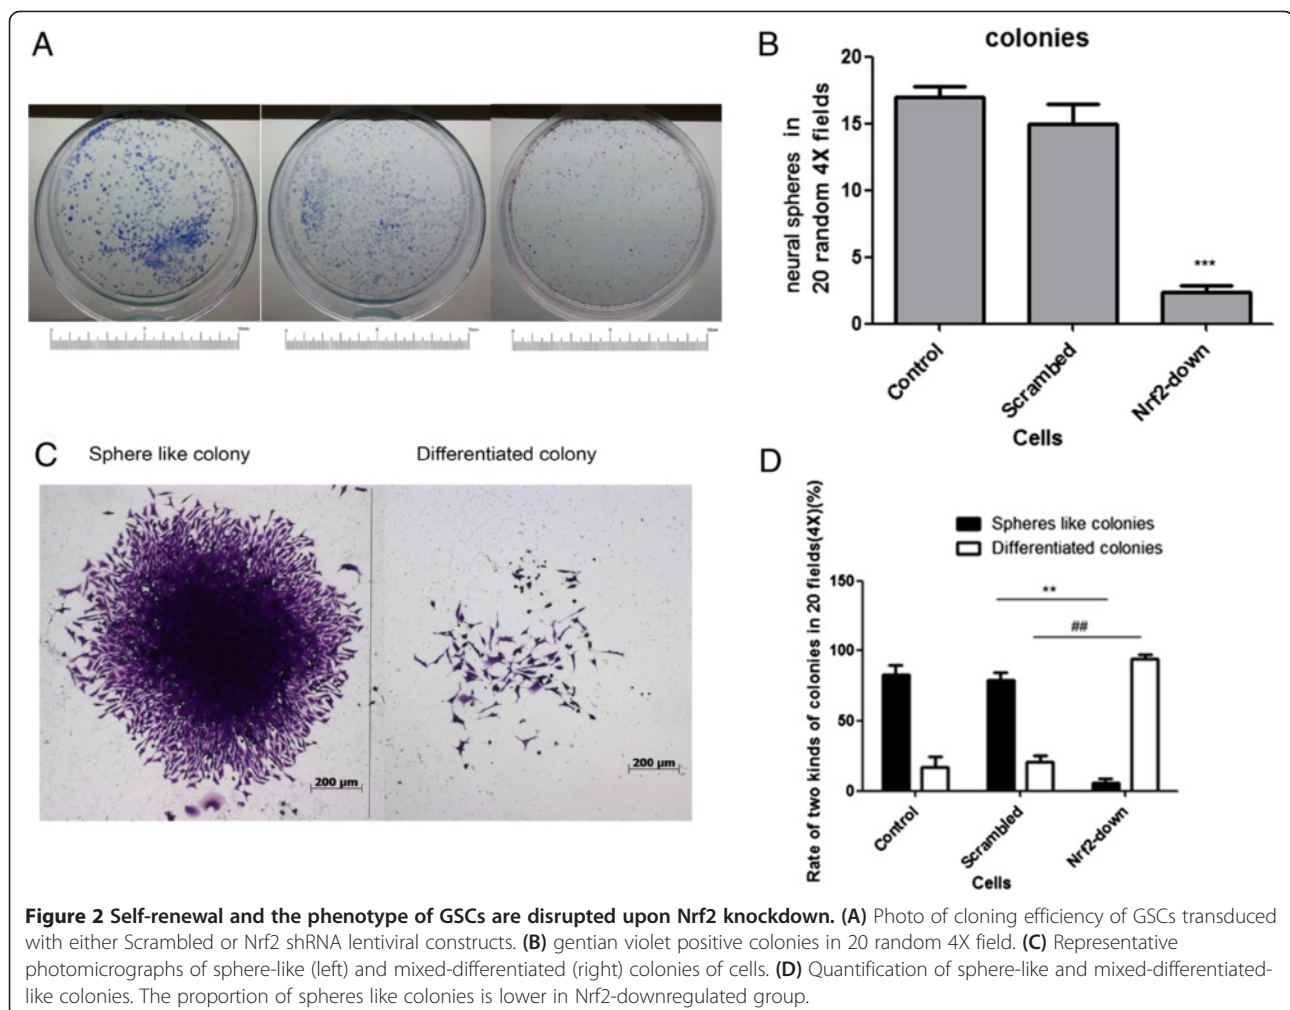 A
B
colonies
neural spheres in
20 random 4X fields
20
15
10
5
0
***
Control
Scrambed
Nrf2-down
Cells
0 5 10cm
C
Sphere like colony
Differentiated colony
200 µm
200 µm
D
Rate of two kinds of colonies in 20 fields(4X)(%)
Spheres like colonies
Differentiated colonies
150
100
50
0
**
##
Control
Scrambled
Nrf2-down
Cells
Figure 2 Self-renewal and the phenotype of GSCs are disrupted upon Nrf2 knockdown. (A) Photo of cloning efficiency of GSCs transduced
with either Scrambled or Nrf2 shRNA lentiviral constructs. (B) gentian violet positive colonies in 20 random 4X field. (C) Representative
photomicrographs of sphere-like (left) and mixed-differentiated (right) colonies of cells. (D) Quantification of sphere-like and mixed-differentiated-
like colonies. The proportion of spheres like colonies is lower in Nrf2-downregulated group.